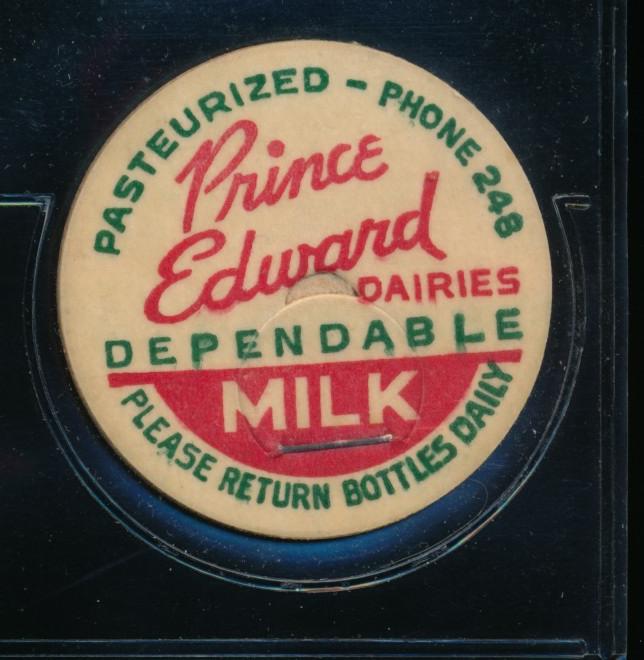 PASTEURIZED - PHONE 248
Prince
Edward
DAIRIES
DEPENDABLE
MILK
PLEASE RETURN BOTTLES DAILY